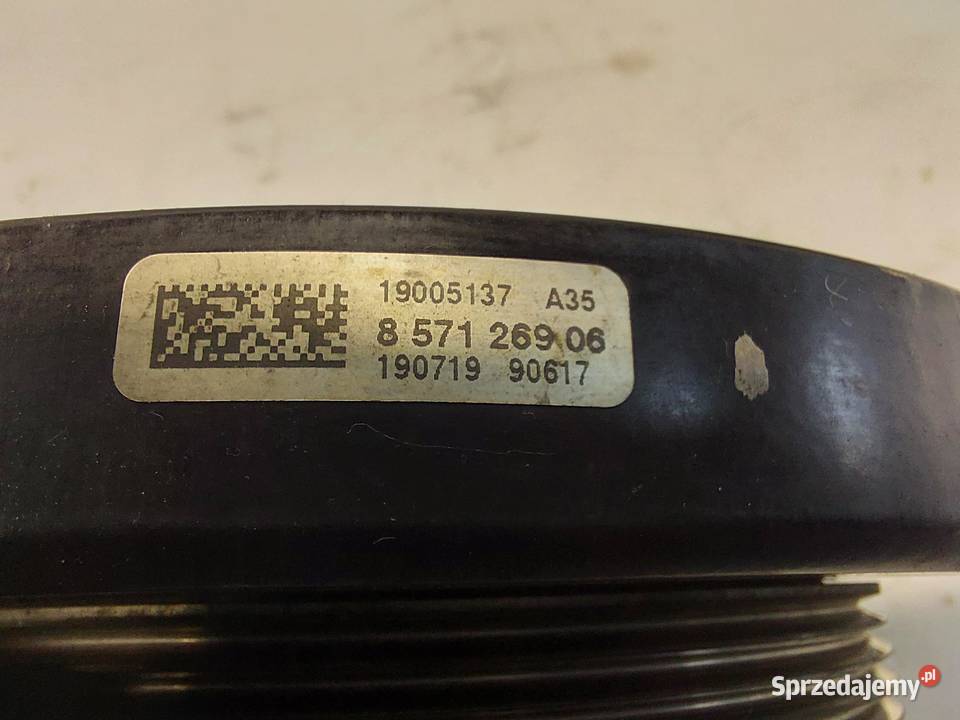 19005137 A35
8 571 269 06
190719 90617
Sprzedajemy.pl